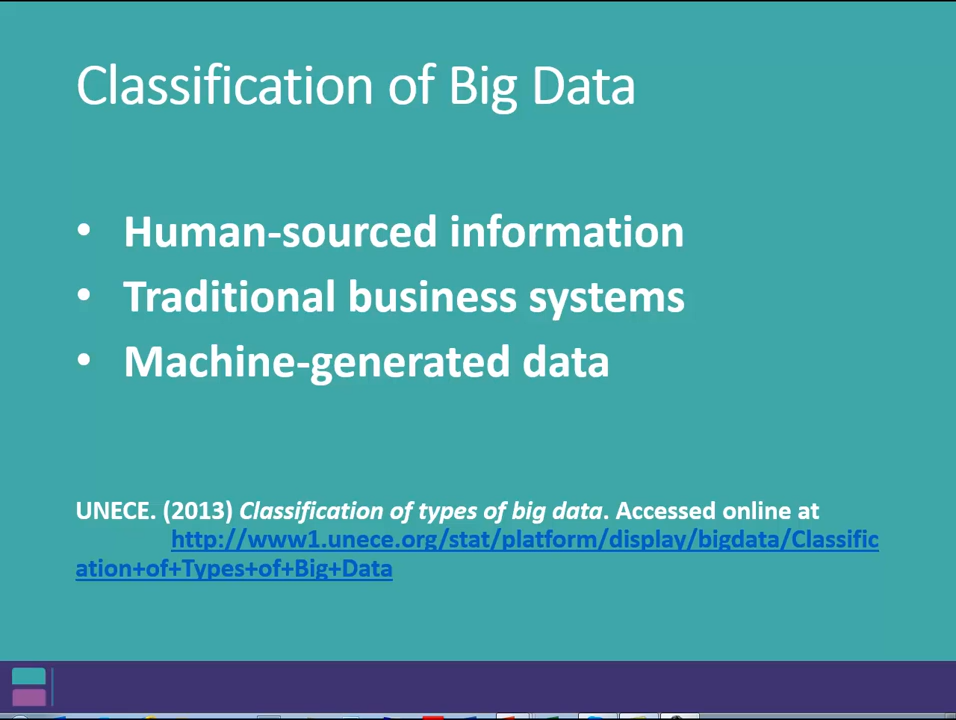 Classification of Big Data
• Human-sourced information
• Traditional business systems
• Machine-generated data
UNECE. (2013) Classification of types of big data. Accessed online at
http://www1.unece.org/stat/platform/display/bigdata/Classific
ation+of+Types+of+Big+Data